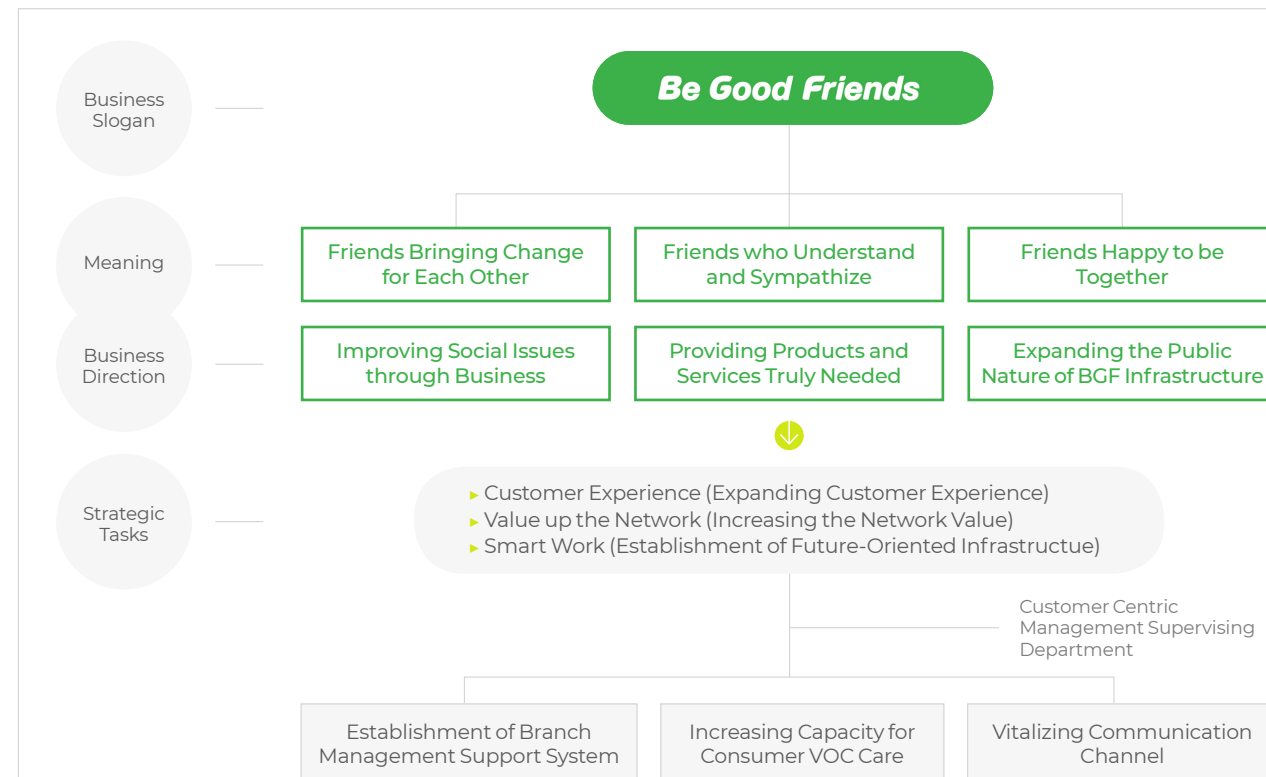 Business
Slogan
Be Good Friends
Meaning
Friends Bringing Change
for Each Other
Friends who Understand
and Sympathize
Friends Happy to be
Together
Business
Direction
Improving Social Issues
through Business
Providing Products and
Services Truly Needed
Expanding the Public
Nature of BGF Infrastructure
Strategic
Tasks
▸ Customer Experience (Expanding Customer Experience)
▸ Value up the Network (Increasing the Network Value)
▸ Smart Work (Establishment of Future-Oriented Infrastructue)
Customer Centric
Management Supervising
Department
Establishment of Branch
Management Support System
Increasing Capacity for
Consumer VOC Care
Vitalizing Communication
Channel